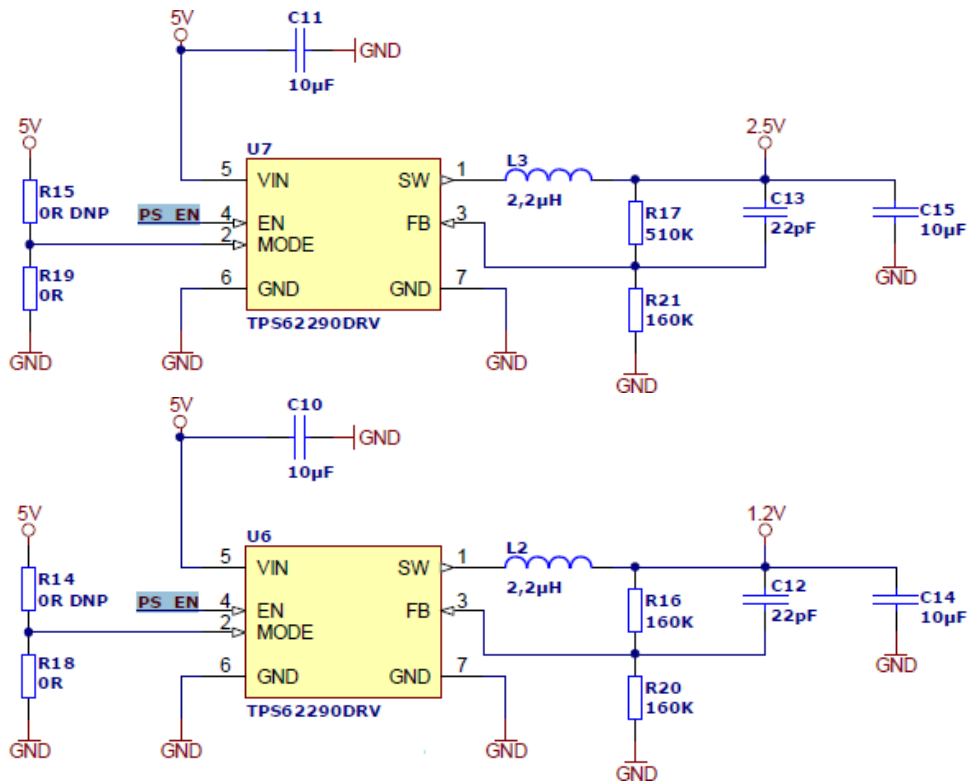 5V
C11
GND
10µF
5V
U7
2.5V
L3
R15
0R DNP
5
VIN
SW
1
2,2µH
C13
22pF
PS_EN
4
EN
FB
3
R17
510K
C15
10µF
2
MODE
R19
0R
6
GND
GND
7
R21
160K
GND
TPS62290DRV
GND
GND
GND
GND
5V
C10
GND
10µF
5V
U6
1.2V
L2
R14
0R DNP
5
VIN
SW
1
2,2µH
C12
22pF
PS_EN
4
EN
FB
3
R16
160K
C14
10µF
2
MODE
R18
0R
6
GND
GND
7
R20
160K
GND
TPS62290DRV
GND
GND
GND
GND